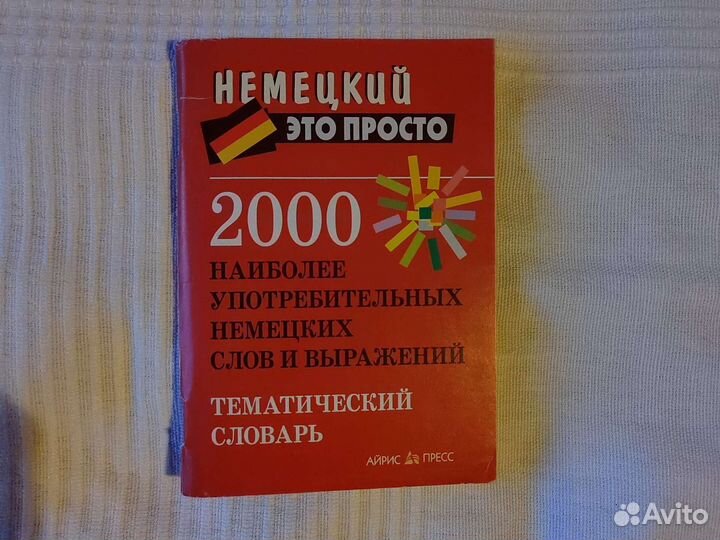 НЕМЕЦКИЙ
ЭТО ПРОСТО
2000
НАИБОЛЕЕ
УПОТРЕБИТЕЛЬНЫХ
НЕМЕЦКИХ
СЛОВ И ВЫРАЖЕНИЙ
ТЕМАТИЧЕСКИЙ
СЛОВАРЬ
АЙРИС ПРЕСС
Avito